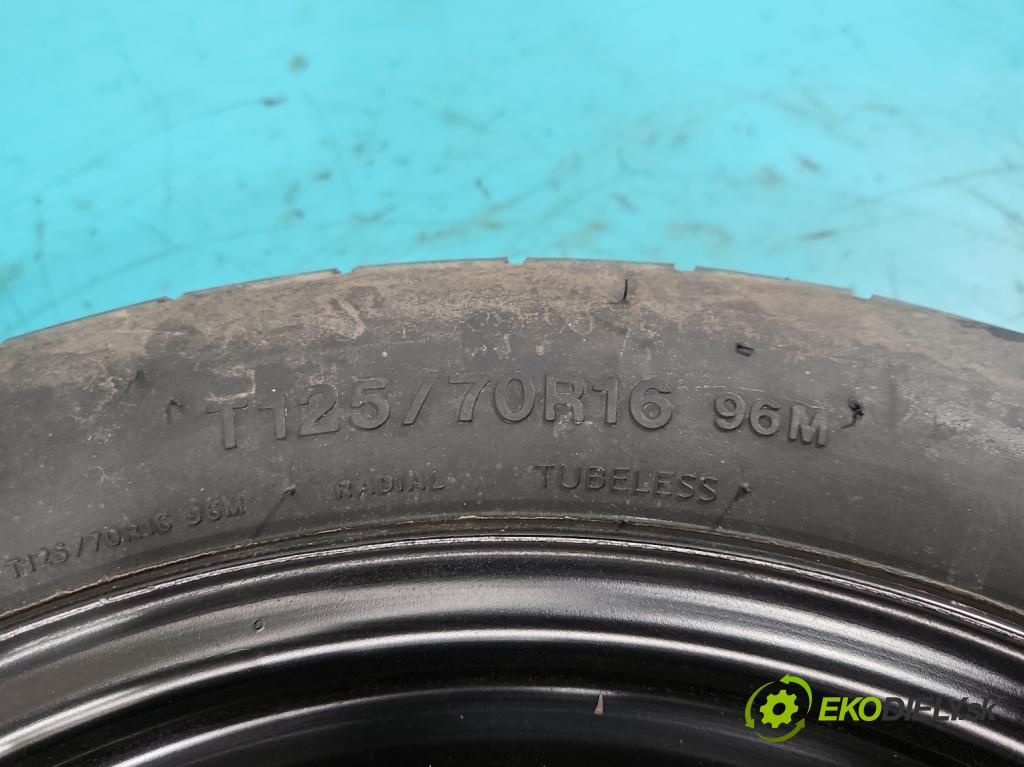 T125/70R16 96M
T125/70R16 96M RADIAL TUBELESS
EKODIELY.SK